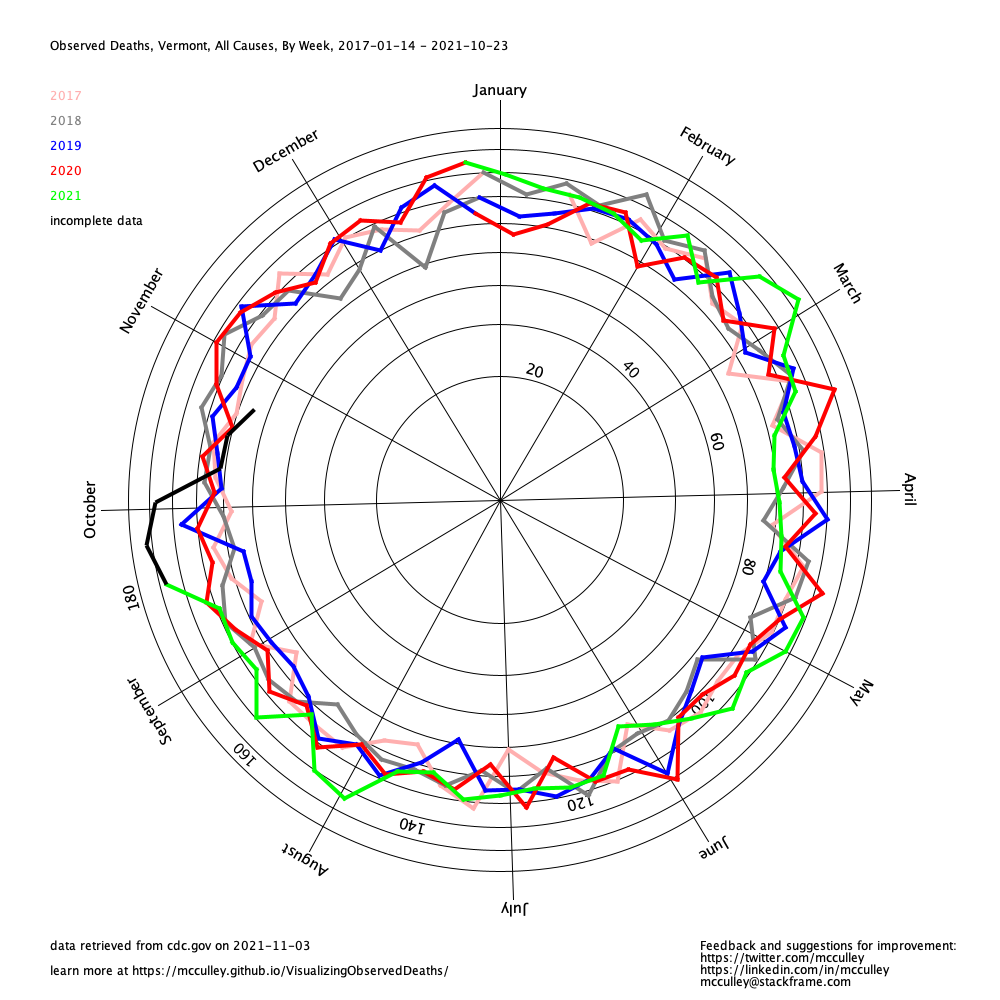 Observed Deaths, Vermont, All Causes, By Week, 2017-01-14 - 2021-10-23
January
2017
2018
2019
2020
2021
incomplete data
December
February
November
March
20
40
60
April
October
80
180
100
May
September
160
120
140
June
August
July
data retrieved from cdc.gov on 2021-11-03
learn more at https://mcculley.github.io/VisualizingObservedDeaths/
Feedback and suggestions for improvement:
https://twitter.com/mcculley
https://linkedin.com/in/mcculley
mcculley@stackframe.com